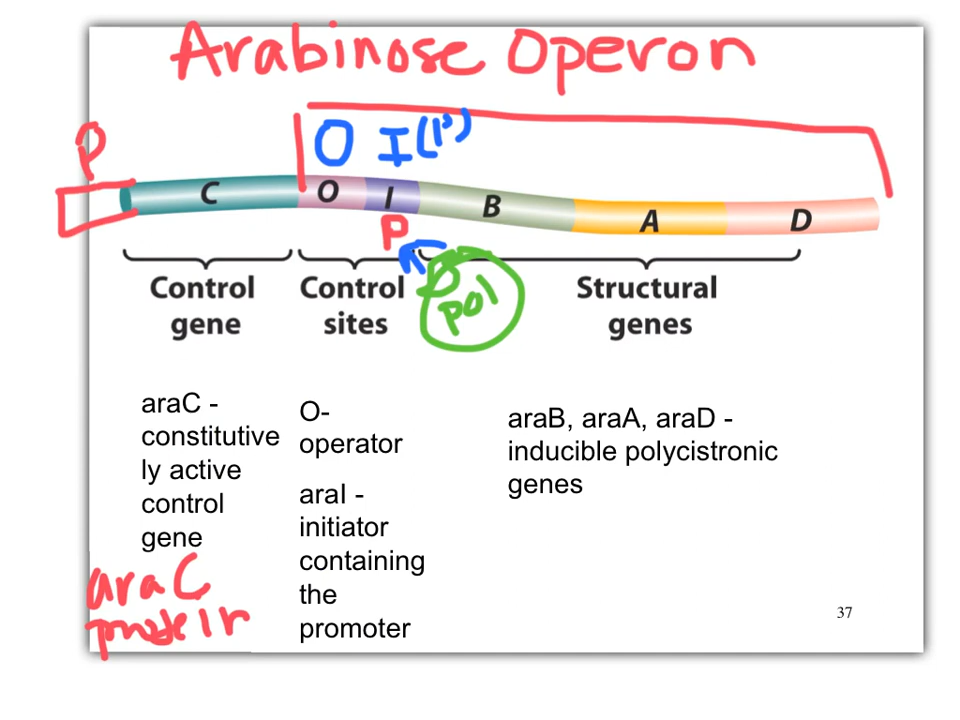 Arabinose Operon
P
O I(P)
C O I B A D
P
pol
Control gene
Control sites
Structural genes
araC -
constitutive
ly active
control
gene
O-
operator
araI -
initiator
containing
the
promoter
araB, araA, araD -
inducible polycistronic
genes
araC
protein
37